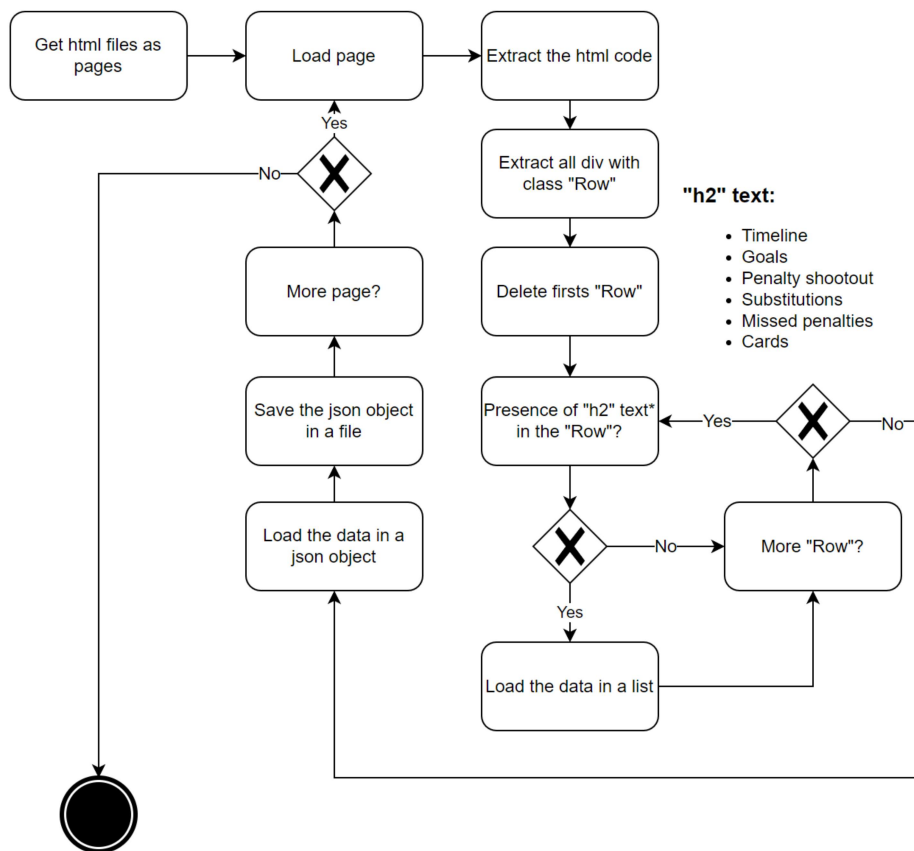 Get html files as
pages
Load page
Extract the html code
Yes
No
Extract all div with
class "Row"
"h2" text:
Timeline
Goals
Penalty shootout
Substitutions
Missed penalties
Cards
More page?
Delete firsts "Row"
Save the json object
in a file
Presence of "h2" text*
in the "Row"?
Yes
No
Load the data in a
json object
No
More "Row"?
Yes
Load the data in a list